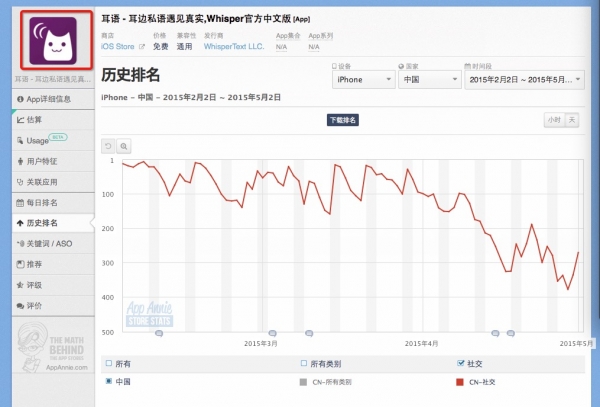 耳语 - 耳边私语遇见真实,Whisper官方中文版 [App]
商店 价格 兼容性 发行商 App集合 App系列
iOS Store 免费 通用 WhisperText LLC. N/A N/A
耳语 - 耳边私语遇见真...
App详细信息
估算
Usage BETA
用户特征
关联应用
每日排名
历史排名
关键词 / ASO
推荐
评级
评价
THE MATH
BEHIND
THE APP STORES
AppAnnie.com
历史排名
设备 国家 时间段
iPhone 中国 2015年2月2日 ~ 2015年5月...
iPhone – 中国 – 2015年2月2日 ~ 2015年5月2日
下载排名
小时 天
1
100
200
300
400
500
App Annie
STORE STATS
2015年3月 2015年4月 2015年5月
所有 所有类别 社交
中国 CN-所有类别 CN-社交